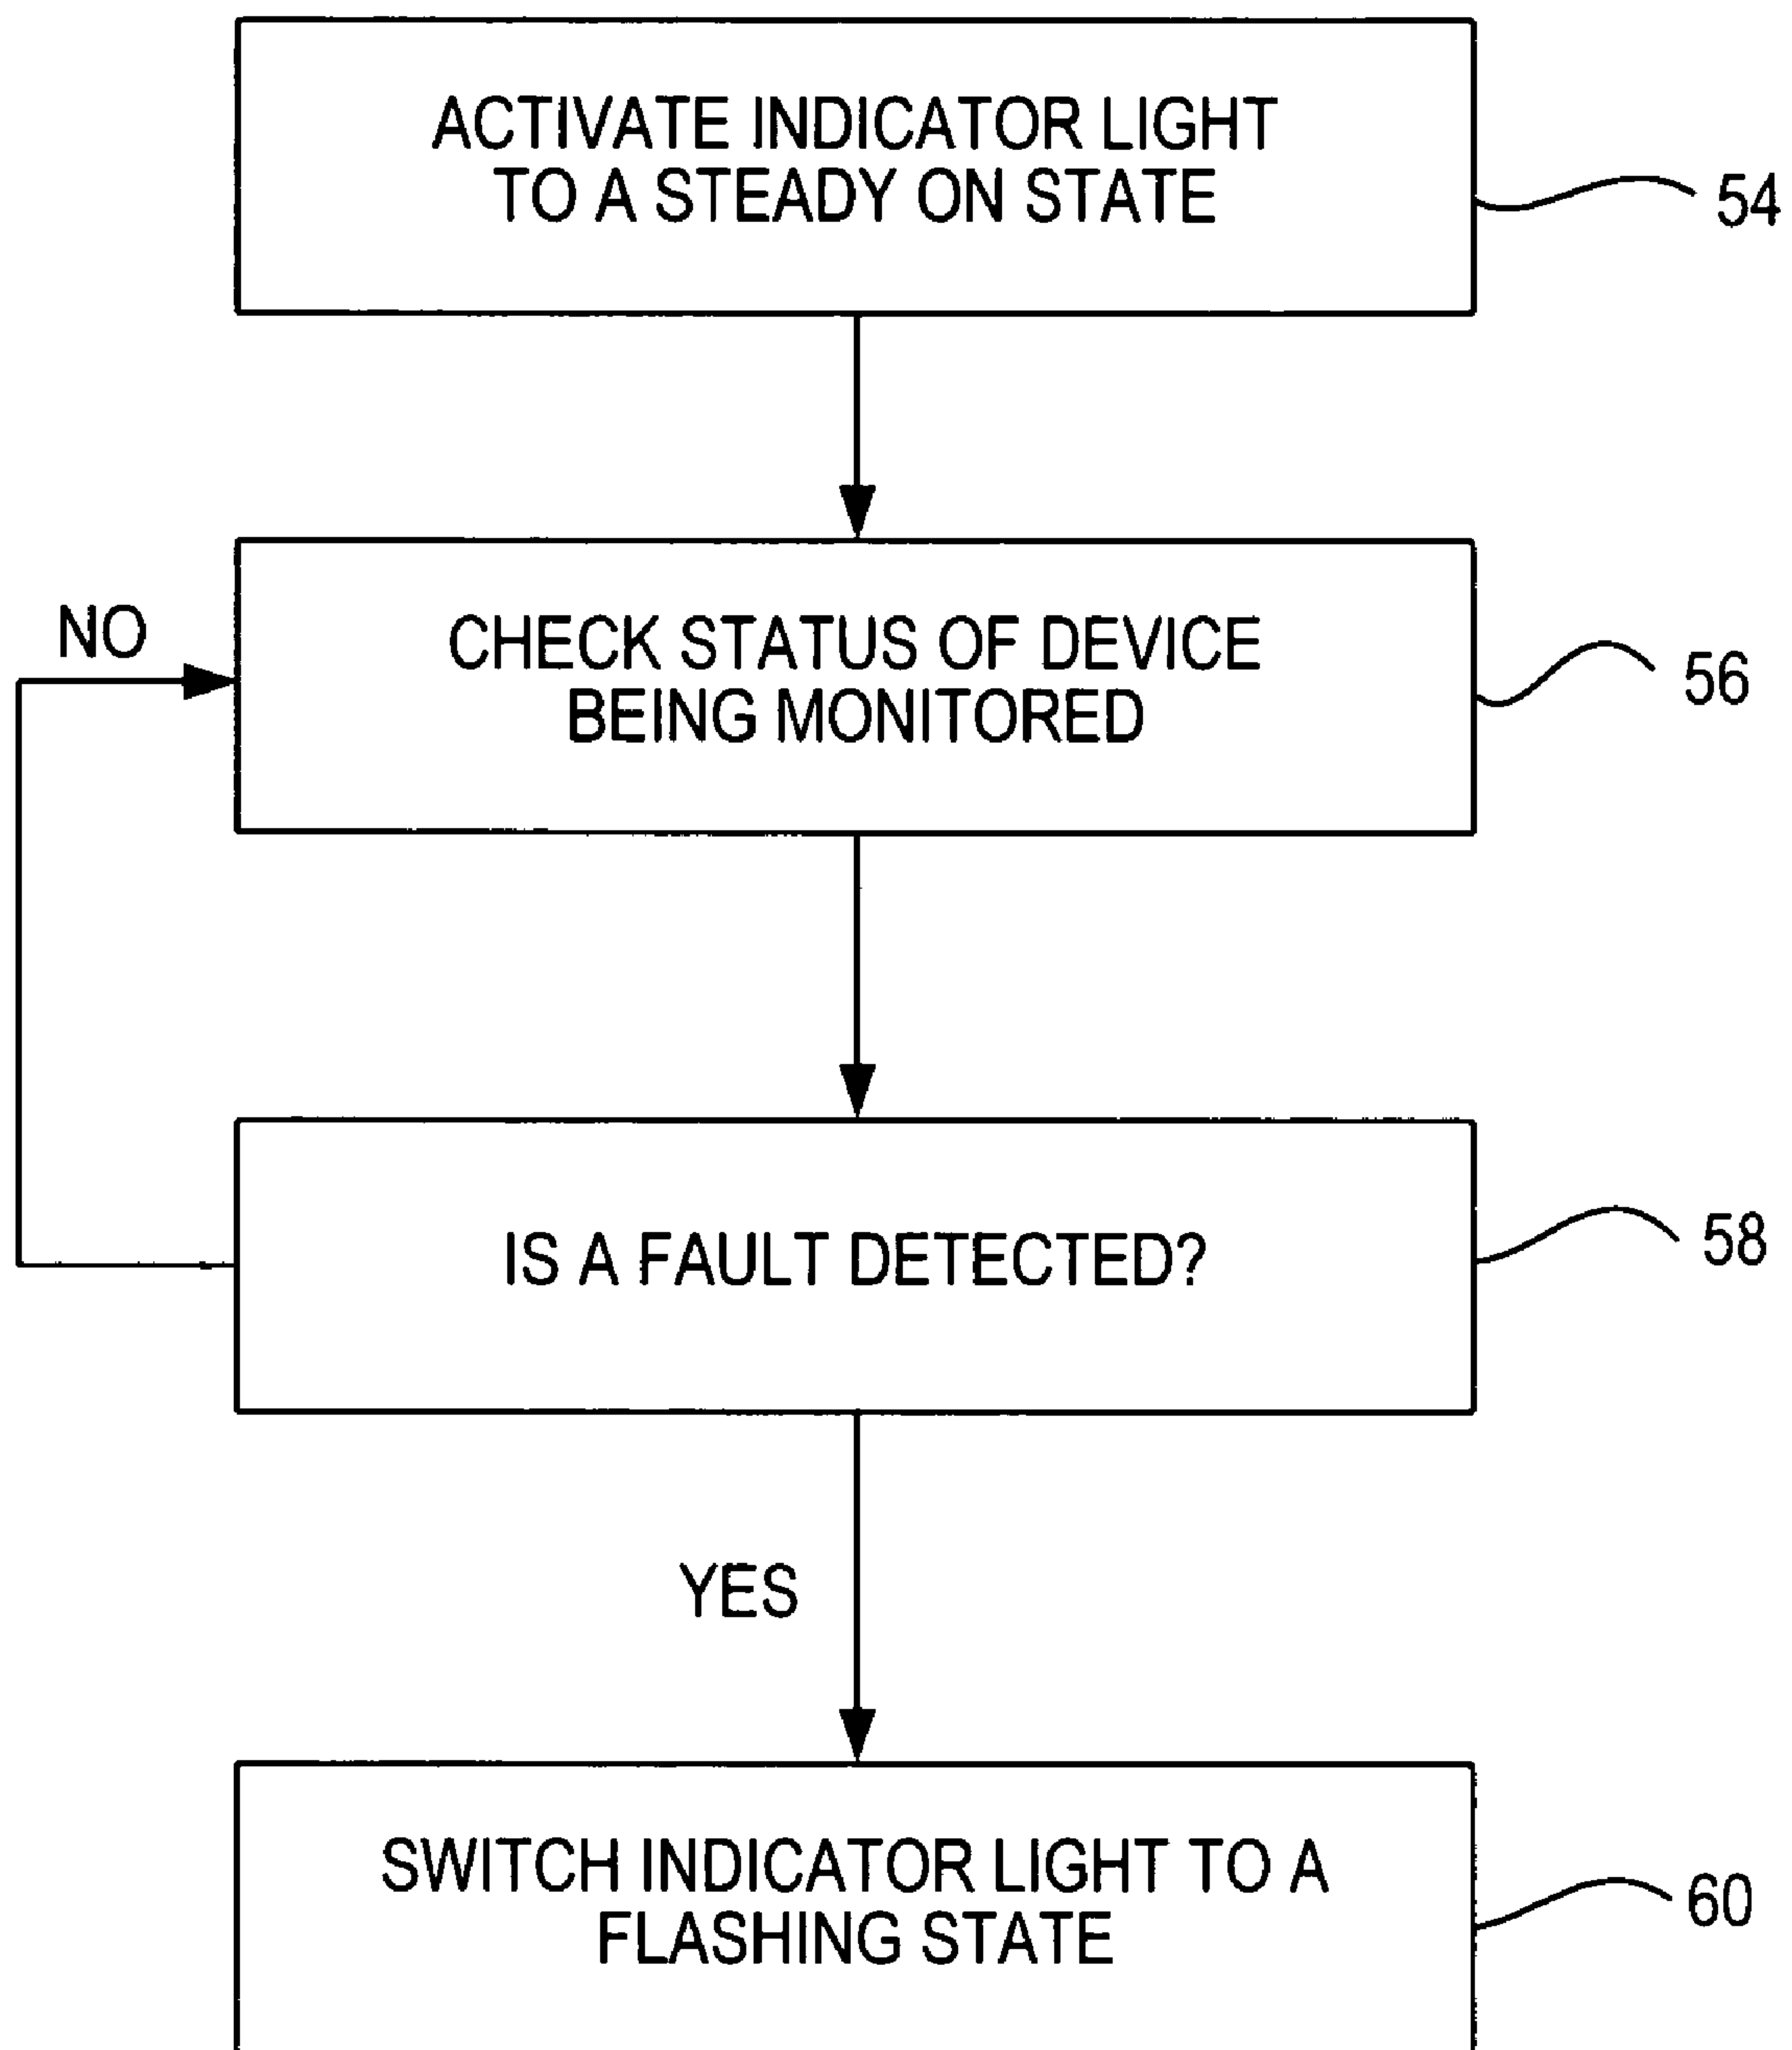 ACTIVATE INDICATOR LIGHT
TO A STEADY ON STATE
54
NO
CHECK STATUS OF DEVICE
BEING MONITORED
56
IS A FAULT DETECTED?
58
YES
SWITCH INDICATOR LIGHT TO A
FLASHING STATE
60